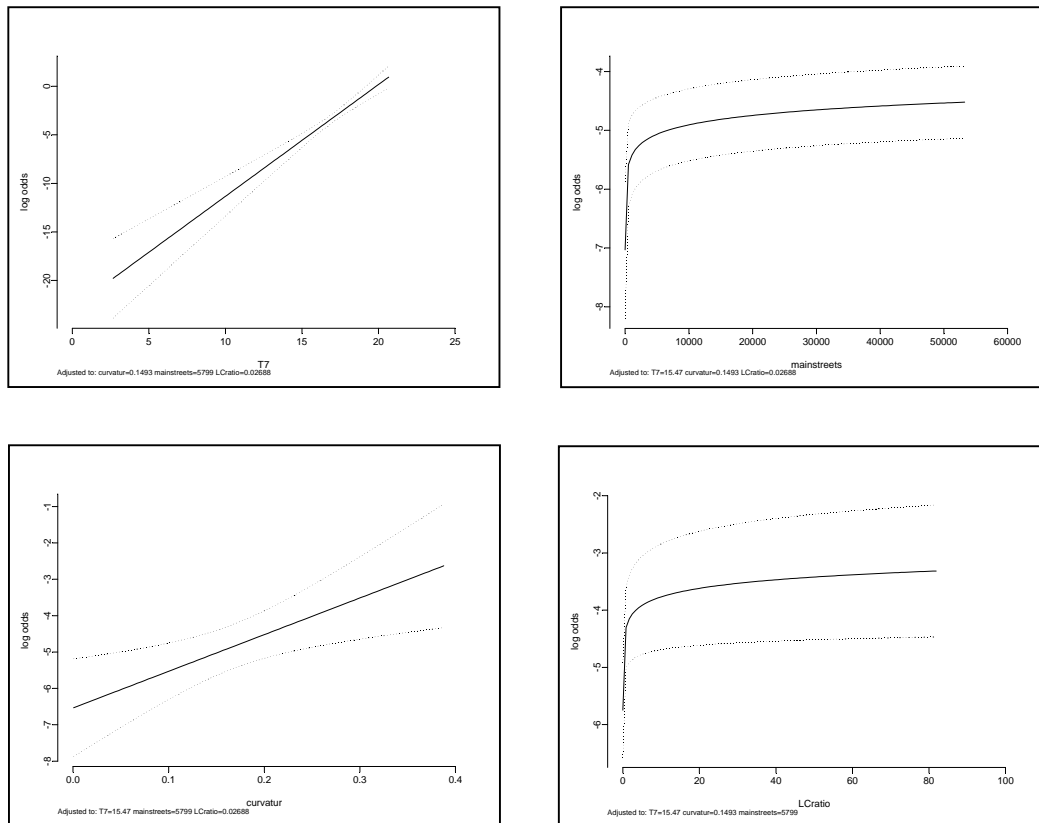 log odds
0
-5
-10
-15
-20
0 5 10 15 20 25
T7
Adjusted to: curvatur=0.1493 mainstreets=5799 LCratio=0.02688
log odds
-4
-5
-6
-7
-8
0 10000 20000 30000 40000 50000 60000
mainstreets
Adjusted to: T7=15.47 curvatur=0.1493 LCratio=0.02688
log odds
-1
-2
-3
-4
-5
-6
-7
-8
0.0 0.1 0.2 0.3 0.4
curvatur
Adjusted to: T7=15.47 mainstreets=5799 LCratio=0.02688
log odds
-2
-3
-4
-5
-6
0 20 40 60 80 100
LCratio
Adjusted to: T7=15.47 curvatur=0.1493 mainstreets=5799